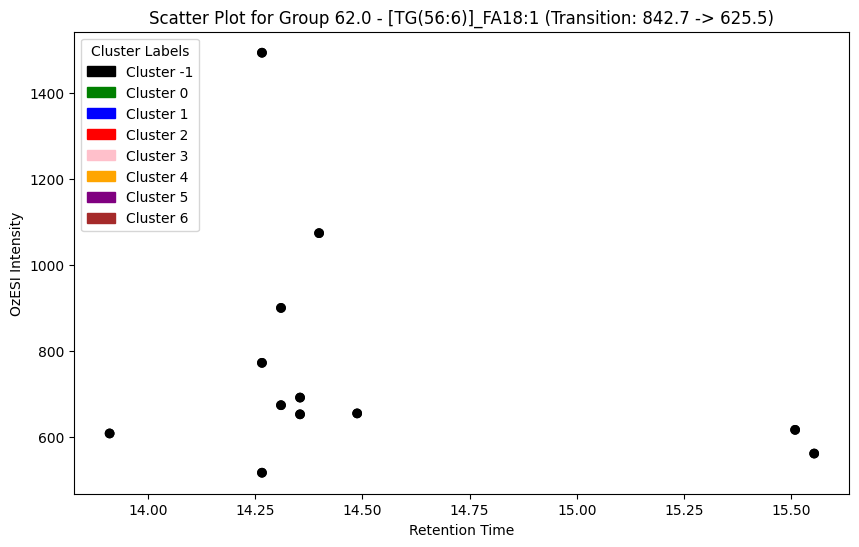 Scatter Plot for Group 62.0 - [TG(56:6)]_FA18:1 (Transition: 842.7 -> 625.5)
Cluster Labels
Cluster -1
Cluster 0
Cluster 1
Cluster 2
Cluster 3
Cluster 4
Cluster 5
Cluster 6
OzESI Intensity
1400
1200
1000
800
600
14.00 14.25 14.50 14.75 15.00 15.25 15.50
Retention Time